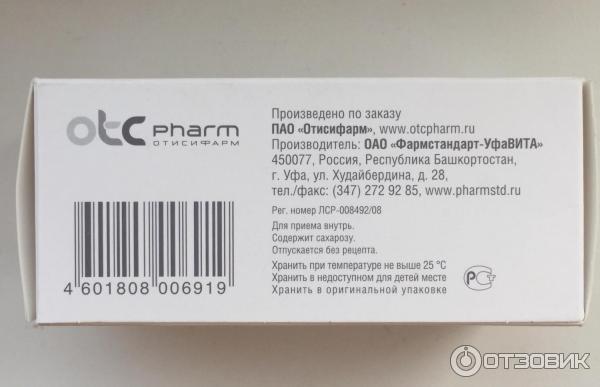 otc pharm
ОТИСИФАРМ
Произведено по заказу
ПАО «Отисифарм», www.otcpharm.ru
Производитель: ОАО «Фармстандарт-УфаВИТА»
450077, Россия, Республика Башкортостан,
г. Уфа, ул. Худайбердина, д. 28,
тел./факс: (347) 272 92 85, www.pharmstd.ru
Рег. номер ЛСР-008492/08
Для приема внутрь.
Содержит сахарозу.
Отпускается без рецепта.
Хранить при температуре не выше 25 °С
Хранить в недоступном для детей месте
Хранить в оригинальной упаковке
4 601808 006919
РСТ
ОТЗОВИК